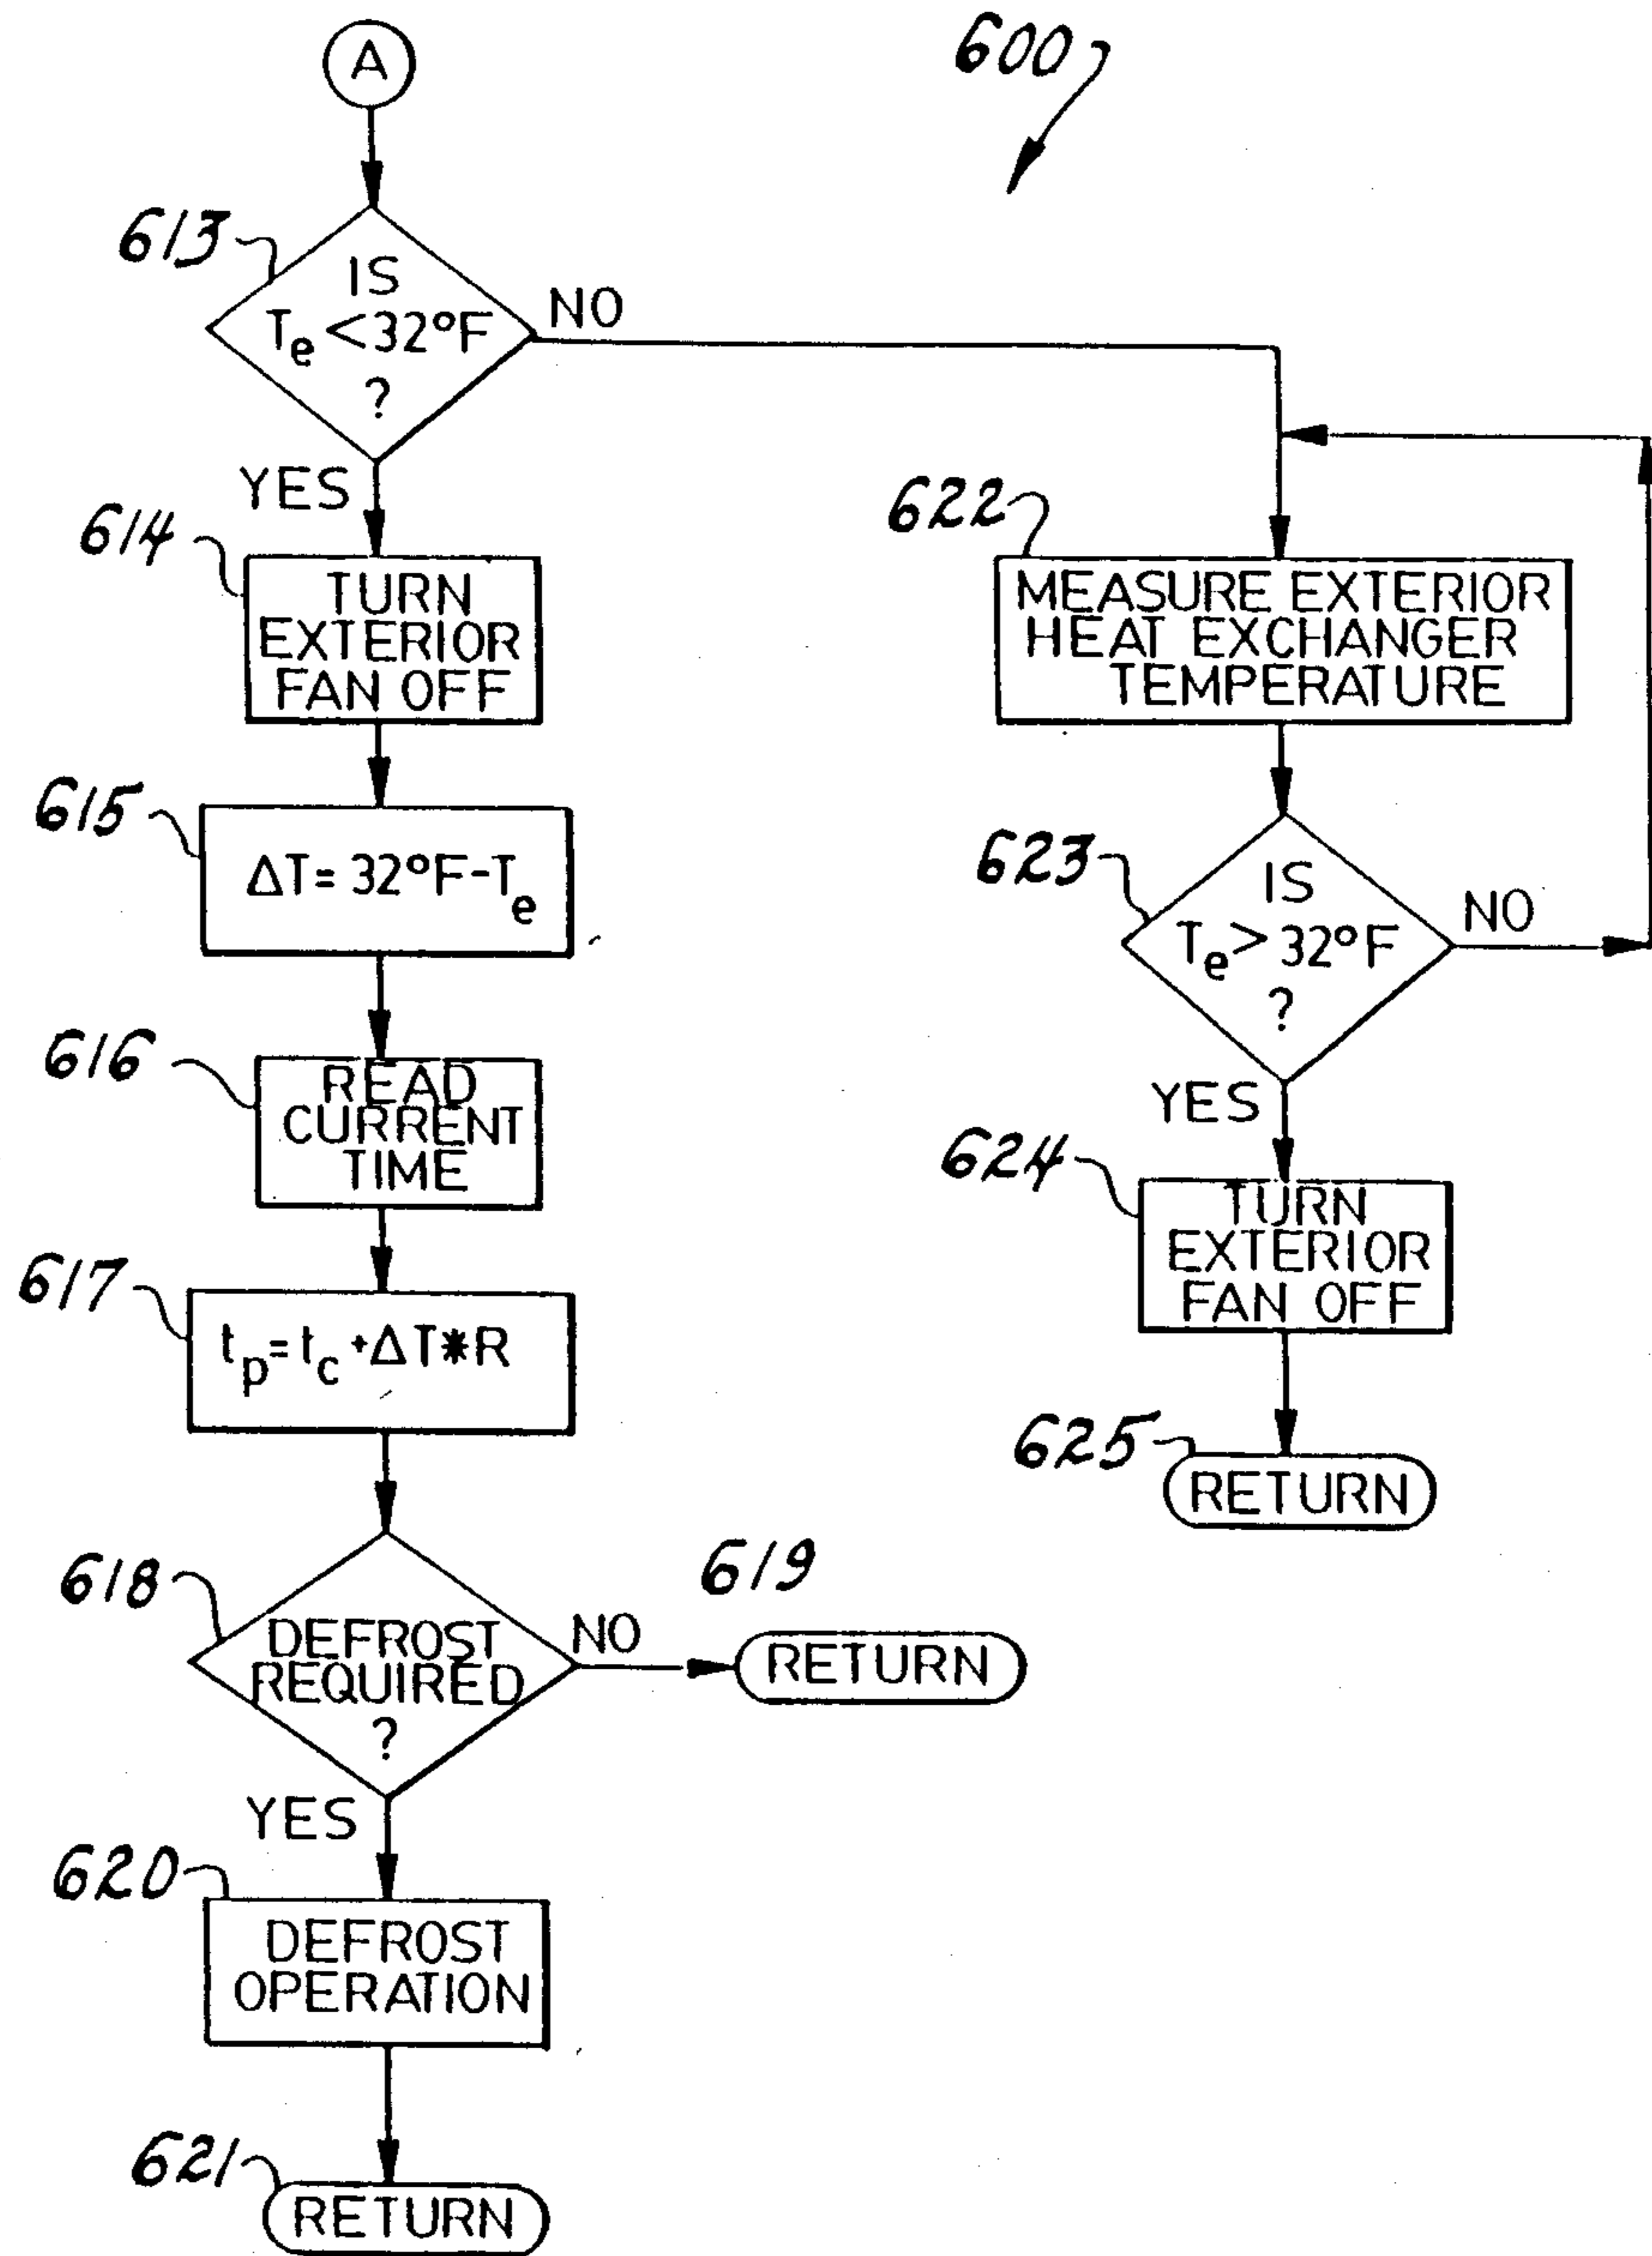 A
600
613
IS
Te < 32°F
?
NO
YES
614
TURN
EXTERIOR
FAN OFF
615
ΔT = 32°F-Te
616
READ
CURRENT
TIME
617
tp = tc + ΔT * R
618
DEFROST
REQUIRED
?
NO
619
RETURN
YES
620
DEFROST
OPERATION
621
RETURN
622
MEASURE EXTERIOR
HEAT EXCHANGER
TEMPERATURE
623
IS
Te > 32°F
?
NO
YES
624
TURN
EXTERIOR
FAN OFF
625
RETURN